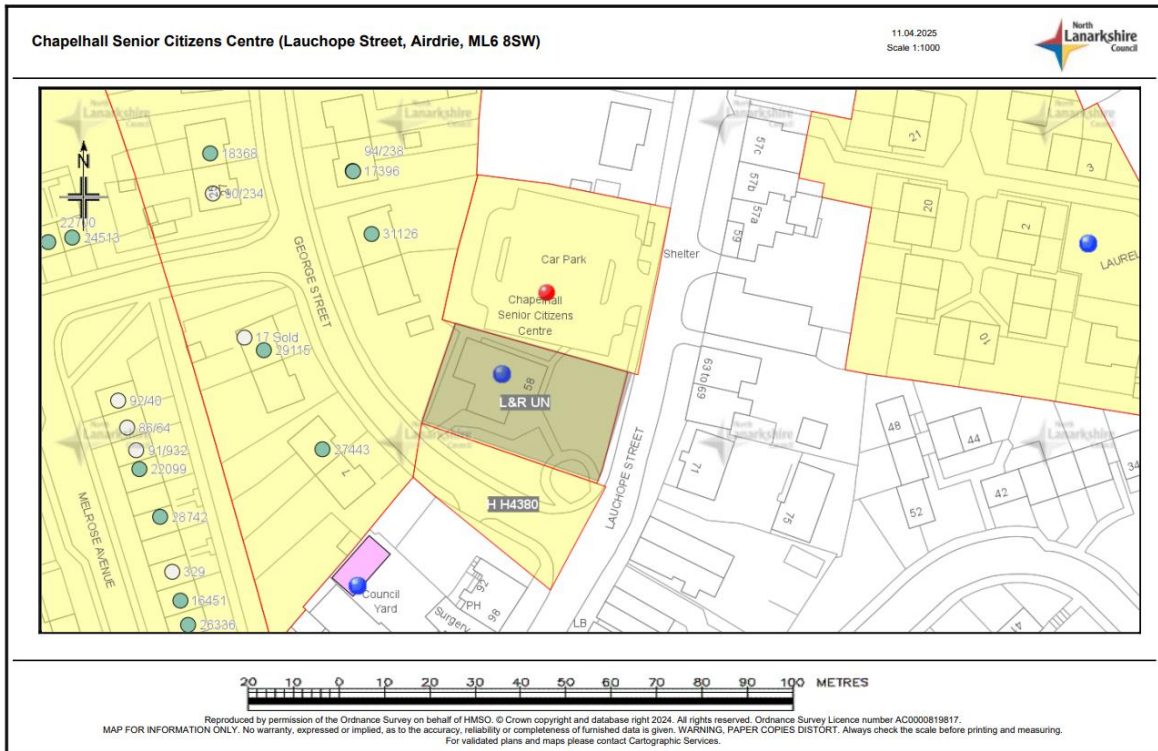 Chapelhall Senior Citizens Centre (Lauchope Street, Airdrie, ML6 8SW)
11.04.2025
Scale 1:1000
North
Lanarkshire
Council
N
18368
90/234
22700
24513
94/238
17396
31126
GEORGE STREET
Car Park
Chapelhall
Senior Citizens
Centre
57c
57b
57a
59
Shelter
21
3
20
2
LAUREL
10
17 Sold
29115
58
L&R UN
63 to 69
92/40
86/64
91/932
22099
37443
1
H H4380
LAUCHOPE STREET
71
75
48
44
42
34
52
MELROSE AVENUE
28742
329
16451
26336
Council
Yard
92
PH
98
Surgery
LB
41
20 10 0 10 20 30 40 50 60 70 80 90 100 METRES
Reproduced by permission of the Ordnance Survey on behalf of HMSO. © Crown copyright and database right 2024. All rights reserved. Ordnance Survey Licence number AC0000819817.
MAP FOR INFORMATION ONLY. No warranty, expressed or implied, as to the accuracy, reliability or completeness of furnished data is given. WARNING, PAPER COPIES DISTORT. Always check the scale before printing and measuring.
For validated plans and maps please contact Cartographic Services.